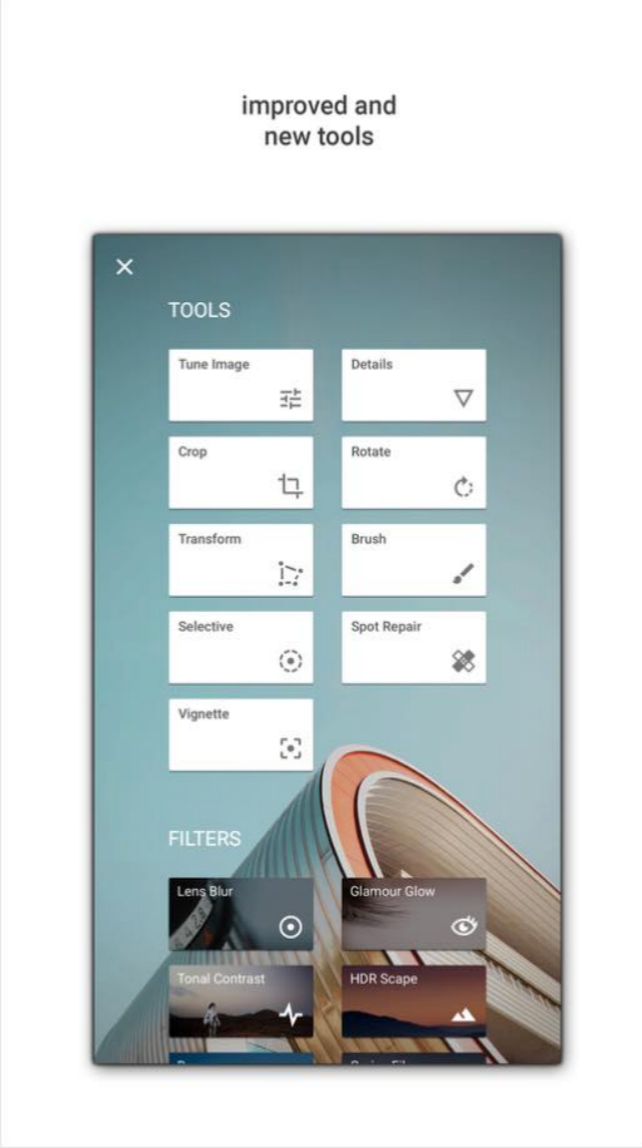 improved and
new tools
TOOLS
Tune Image
Details
Crop
Rotate
Transform
Brush
Selective
Spot Repair
Vignette
FILTERS
Lens Blur
Glamour Glow
Tonal Contrast
HDR Scape